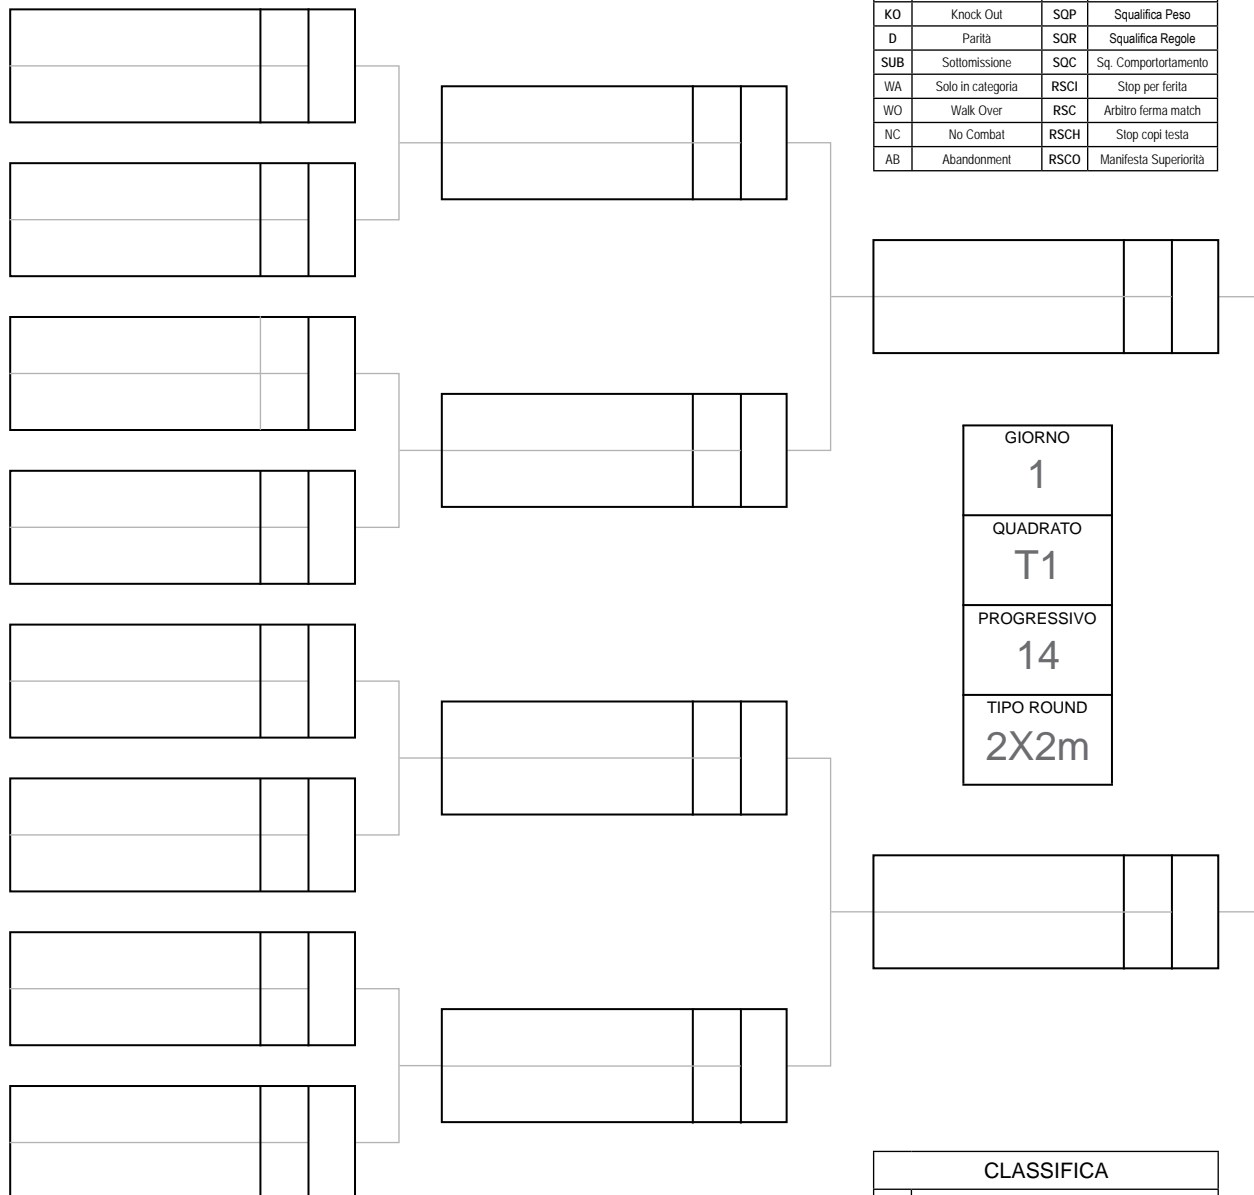 KO Knock Out SQP Squalifica Peso
D Parità SQR Squalifica Regole
SUB Sottomissione SQC Sq. Comportortamento
WA Solo in categoria RSCI Stop per ferita
WO Walk Over RSC Arbitro ferma match
NC No Combat RSCH Stop copi testa
AB Abandonment RSCO Manifesta Superiorità
GIORNO
1
QUADRATO
T1
PROGRESSIVO
14
TIPO ROUND
2X2m
CLASSIFICA